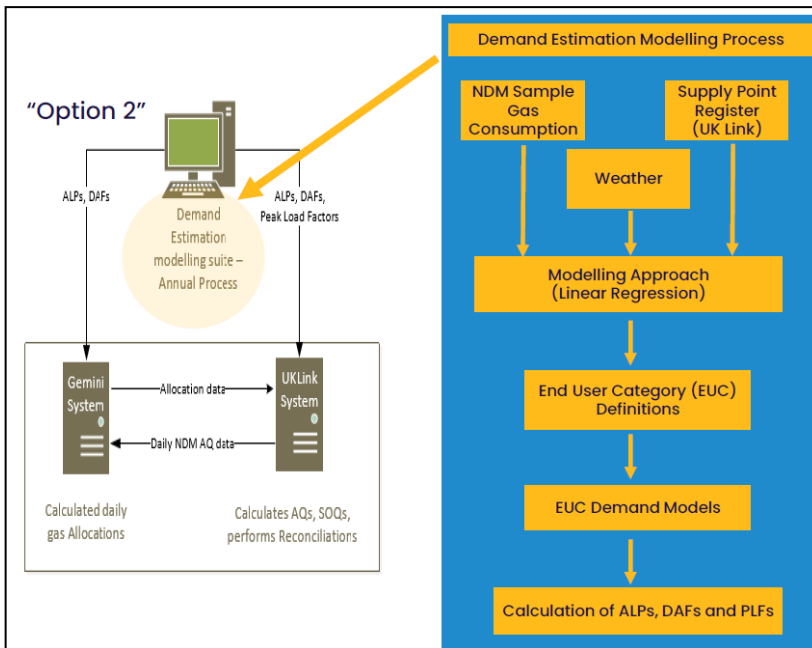 "Option 2"
ALPs, DAFs
ALPs, DAFs,
Peak Load Factors
Demand
Estimation
modelling suite –
Annual Process
Gemini
System
Allocation data
Daily NDM AQ data
UKLink
System
Calculated daily
gas Allocations
Calculates AQs, SOQs,
performs Reconciliations
Demand Estimation Modelling Process
NDM Sample
Gas
Consumption
Supply Point
Register
(UK Link)
Weather
Modelling Approach
(Linear Regression)
End User Category (EUC)
Definitions
EUC Demand Models
Calculation of ALPs, DAFs and PLFs